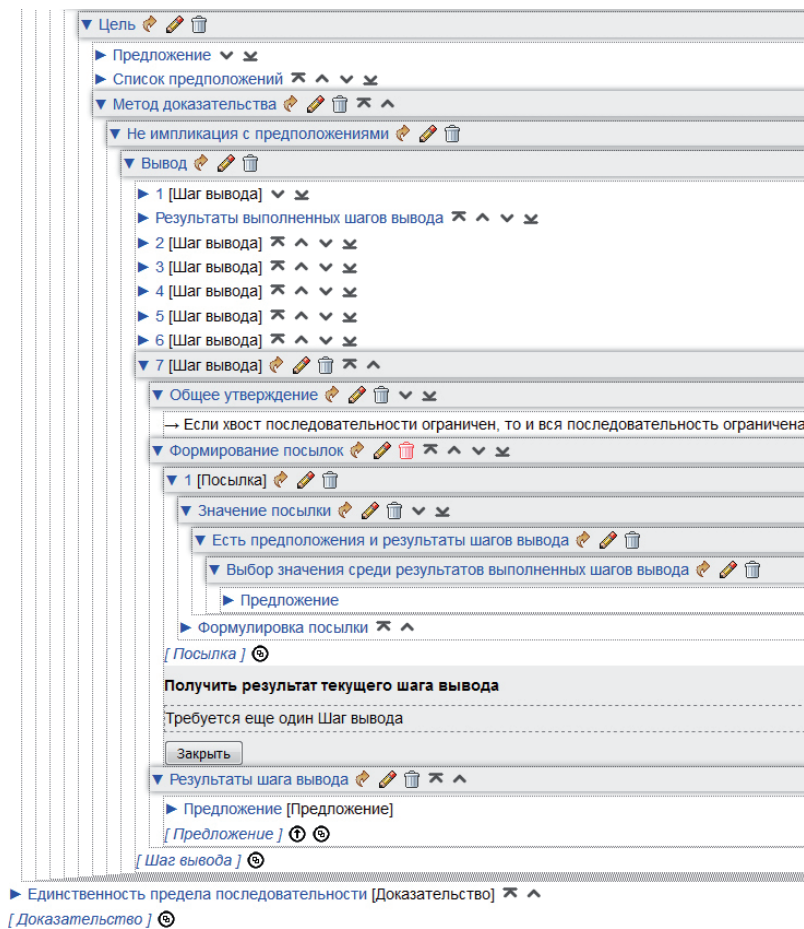 Цель
Предложение
Список предположений
Метод доказательства
Не импликация с предположениями
Вывод
1 [Шаг вывода]
Результаты выполненных шагов вывода
2 [Шаг вывода]
3 [Шаг вывода]
4 [Шаг вывода]
5 [Шаг вывода]
6 [Шаг вывода]
7 [Шаг вывода]
Общее утверждение
→ Если хвост последовательности ограничен, то и вся последовательность ограничена
Формирование посылок
1 [Посылка]
Значение посылки
Есть предположения и результаты шагов вывода
Выбор значения среди результатов выполненных шагов вывода
Предложение
Формулировка посылки
[ Посылка ]
Получить результат текущего шага вывода
Требуется еще один Шаг вывода
Закрыть
Результаты шага вывода
Предложение [Предложение]
[ Предложение ]
[ Шаг вывода ]
Единственность предела последовательности [Доказательство]
[ Доказательство ]